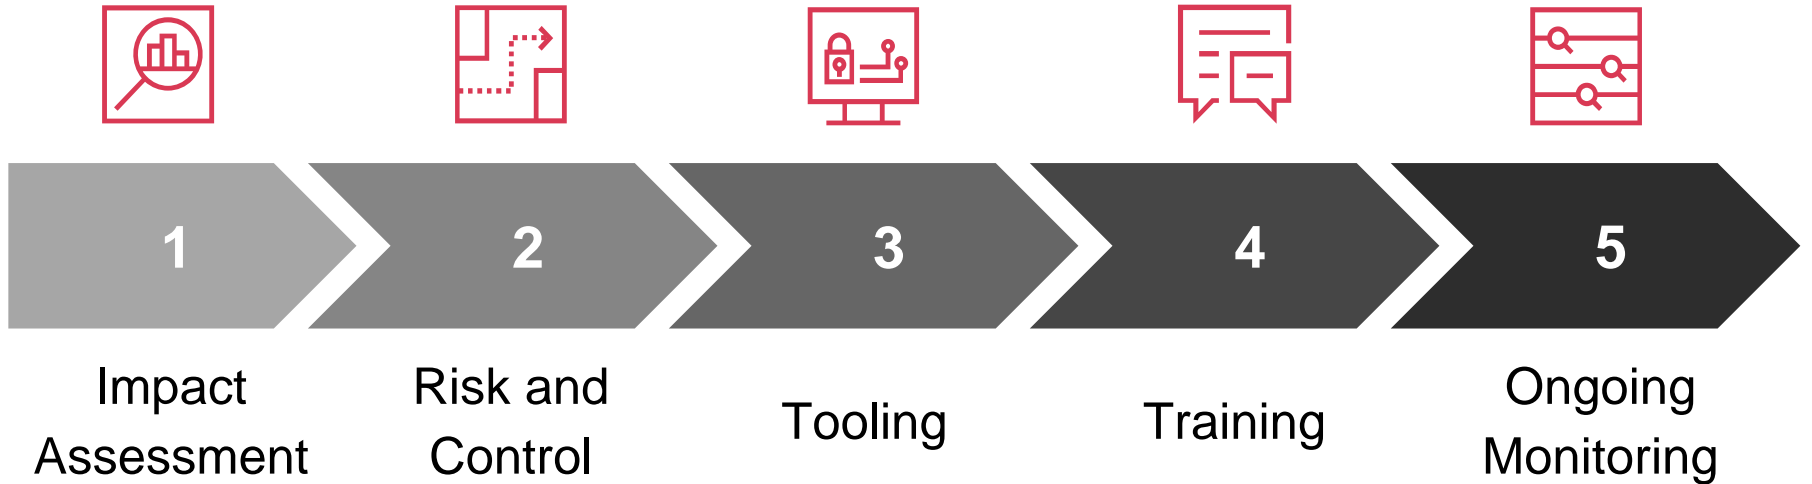 1
2
3
4
5
Impact
Assessment
Risk and
Control
Tooling
Training
Ongoing
Monitoring